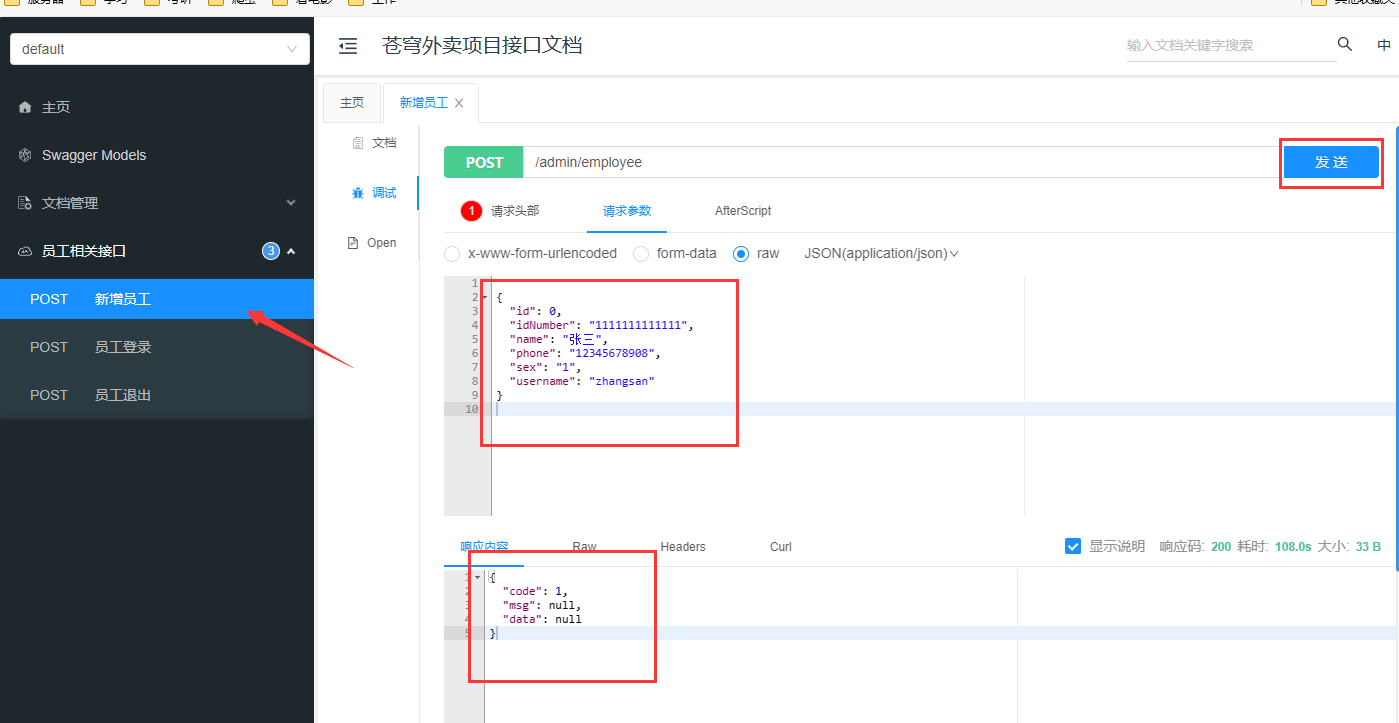 default
苍穹外卖项目接口文档
输入文档关键字搜索
中
主页
Swagger Models
文档管理
员工相关接口
3
POST 新增员工
POST 员工登录
POST 员工退出
主页
新增员工
文档
调试
Open
POST
/admin/employee
发 送
1
请求头部
请求参数
AfterScript
x-www-form-urlencoded
form-data
raw
JSON(application/json)
1
2 {
3 "id": 0,
4 "idNumber": "1111111111111",
5 "name": "张三",
6 "phone": "12345678908",
7 "sex": "1",
8 "username": "zhangsan"
9 }
10
响应内容
Raw
Headers
Curl
显示说明
响应码: 200 耗时: 108.0s 大小: 33 B
1 {
2 "code": 1,
3 "msg": null,
4 "data": null
5 }